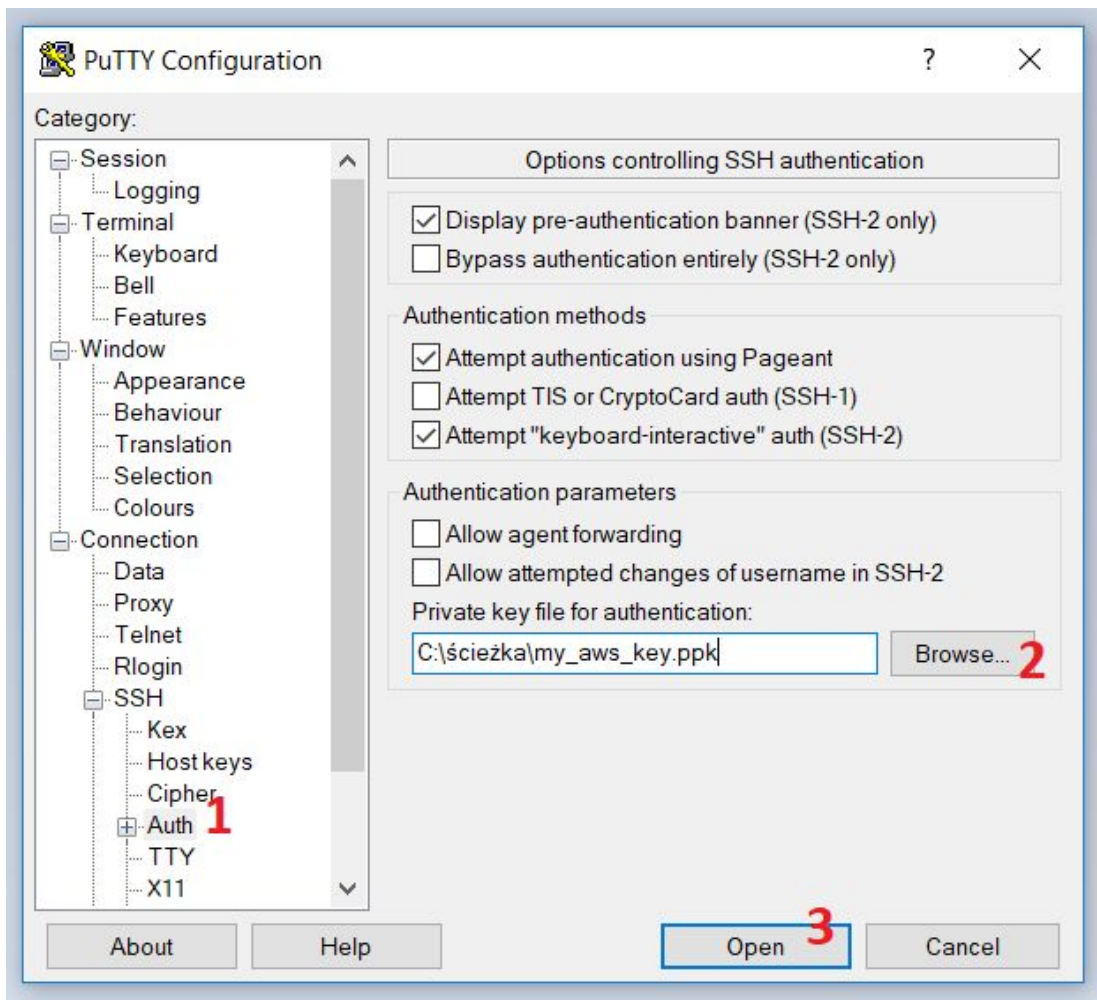 PuTTY Configuration
?
Category:
Session
Logging
Terminal
Keyboard
Bell
Features
Window
Appearance
Behaviour
Translation
Selection
Colours
Connection
Data
Proxy
Telnet
Rlogin
SSH
Kex
Host keys
Cipher
Auth 1
TTY
X11
Options controlling SSH authentication
Display pre-authentication banner (SSH-2 only)
Bypass authentication entirely (SSH-2 only)
Authentication methods
Attempt authentication using Pageant
Attempt TIS or CryptoCard auth (SSH-1)
Attempt "keyboard-interactive" auth (SSH-2)
Authentication parameters
Allow agent forwarding
Allow attempted changes of username in SSH-2
Private key file for authentication:
C:\ścieżka\my_aws_key.ppk
Browse... 2
About
Help
Open 3
Cancel